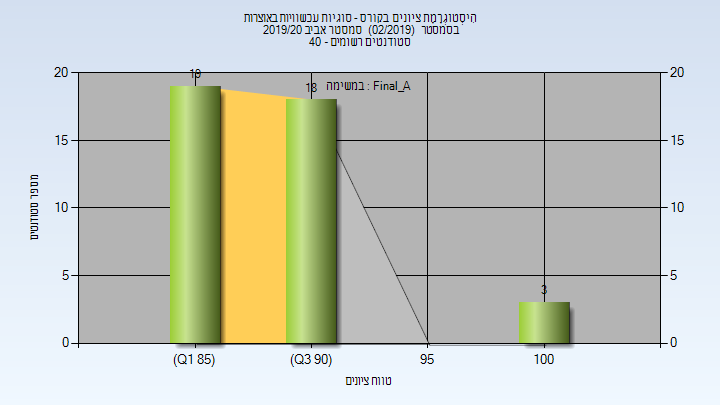 היסטוגרמת ציונים בקורס - סוגיות עכשוויות באוצרות
בסמסטר (02/2019) סמסטר אביב 2019/20
סטודנטים רשומים - 40
במשימה : Final_A
מספר סטודנטים
20
15
10
5
0
19
18
3
20
15
10
5
0
(Q1 85)
(Q3 90)
95
100
טווח ציונים